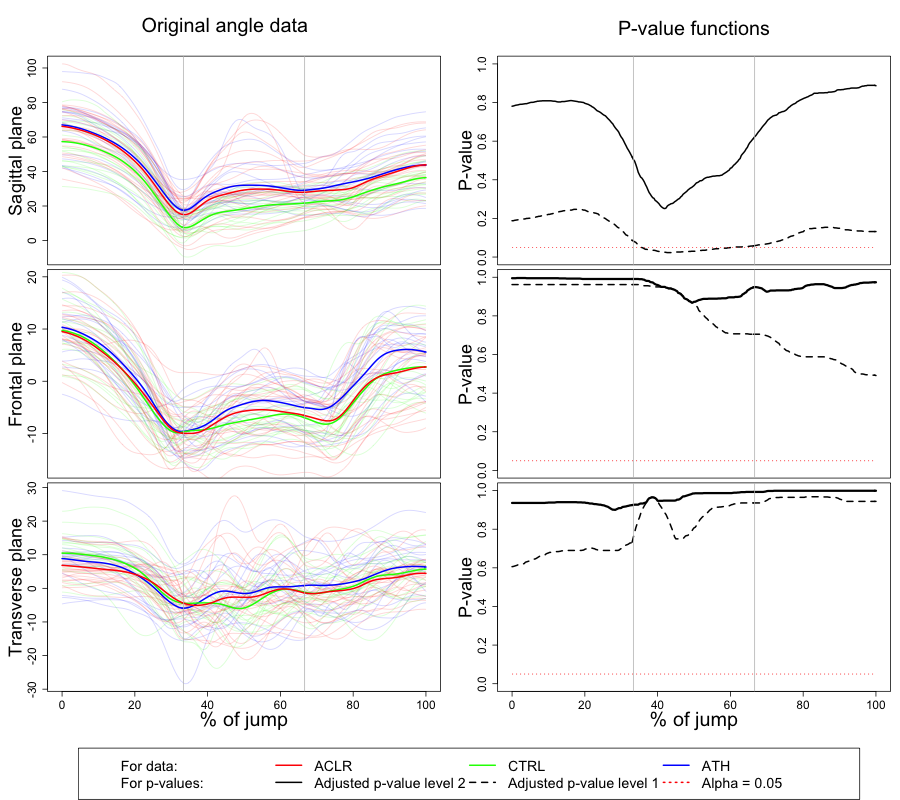 Original angle data
P-value functions
Sagittal plane
0 20 40 60 80 100
P-value
0.0 0.2 0.4 0.6 0.8 1.0
Frontal plane
-10 0 10 20
P-value
0.0 0.2 0.4 0.6 0.8 1.0
Transverse plane
-30 -20 -10 0 10 20 30
P-value
0.0 0.2 0.4 0.6 0.8 1.0
0 20 40 60 80 100
0 20 40 60 80 100
% of jump
% of jump
For data: ACLR CTRL ATH
For p-values: Adjusted p-value level 2 Adjusted p-value level 1 Alpha = 0.05